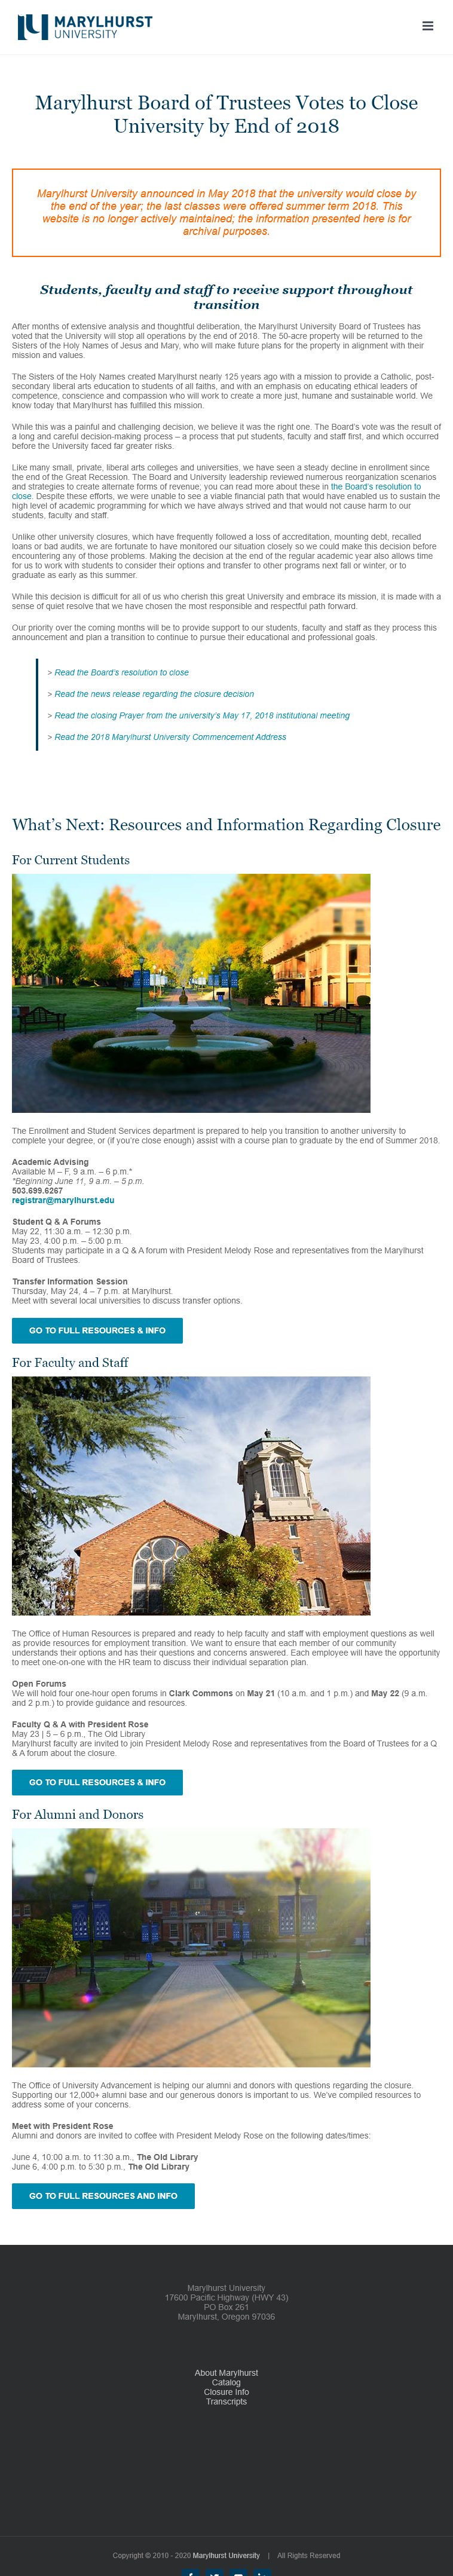 MARYLHURST
UNIVERSITY
Marylhurst Board of Trustees Votes to Close
University by End of 2018
Marylhurst University announced in May 2018 that the university would close by
the end of the year; the last classes were offered summer term 2018. This
website is no longer actively maintained; the information presented here is for
archival purposes.
Students, faculty and staff to receive support throughout
transition
After months of extensive analysis and thoughtful deliberation, the Marylhurst University Board of Trustees has
voted that the University will stop all operations by the end of 2018. The 50-acre property will be returned to the
Sisters of the Holy Names of Jesus and Mary, who will make future plans for the property in alignment with their
mission and values.
The Sisters of the Holy Names created Marylhurst nearly 125 years ago with a mission to provide a Catholic, post-
secondary liberal arts education to students of all faiths, and with an emphasis on educating ethical leaders of
competence, conscience and compassion who will work to create a more just, humane and sustainable world. We
know today that Marylhurst has fulfilled this mission.
While this was a painful and challenging decision, we believe it was the right one. The Board's vote was the result of
a long and careful decision-making process – a process that put students, faculty and staff first, and which occurred
before the University faced far greater risks.
Like many small, private, liberal arts colleges and universities, we have seen a steady decline in enrollment since
the end of the Great Recession. The Board and University leadership reviewed numerous reorganization scenarios
and strategies to create alternate forms of revenue; you can read more about these in the Board's resolution to
close. Despite these efforts, we were unable to see a viable financial path that would have enabled us to sustain the
high level of academic programming for which we have always strived and that would not cause harm to our
students, faculty and staff.
Unlike other university closures, which have frequently followed a loss of accreditation, mounting debt, recalled
loans or bad audits, we are fortunate to have monitored our situation closely so we could make this decision before
encountering any of those problems. Making the decision at the end of the regular academic year also allows time
for us to work with students to consider their options and transfer to other programs next fall or winter, or to
graduate as early as this summer.
While this decision is difficult for all of us who cherish this great University and embrace its mission, it is made with a
sense of quiet resolve that we have chosen the most responsible and respectful path forward.
Our priority over the coming months will be to provide support to our students, faculty and staff as they process this
announcement and plan a transition to continue to pursue their educational and professional goals.
> Read the Board's resolution to close
> Read the news release regarding the closure decision
> Read the closing Prayer from the university's May 17, 2018 institutional meeting
> Read the 2018 Marylhurst University Commencement Address
What's Next: Resources and Information Regarding Closure
For Current Students
The Enrollment and Student Services department is prepared to help you transition to another university to
complete your degree, or (if you're close enough) assist with a course plan to graduate by the end of Summer 2018.
Academic Advising
Available M – F, 9 a.m. – 6 p.m.*
*Beginning June 11, 9 a.m. – 5 p.m.
503.699.6267
registrar@marylhurst.edu
Student Q & A Forums
May 22, 11:30 a.m. – 12:30 p.m.
May 23, 4:00 p.m. – 5:00 p.m.
Students may participate in a Q & A forum with President Melody Rose and representatives from the Marylhurst
Board of Trustees.
Transfer Information Session
Thursday, May 24, 4 – 7 p.m. at Marylhurst.
Meet with several local universities to discuss transfer options.
GO TO FULL RESOURCES & INFO
For Faculty and Staff
The Office of Human Resources is prepared and ready to help faculty and staff with employment questions as well
as provide resources for employment transition. We want to ensure that each member of our community
understands their options and has their questions and concerns answered. Each employee will have the opportunity
to meet one-on-one with the HR team to discuss their individual separation plan.
Open Forums
We will hold four one-hour open forums in Clark Commons on May 21 (10 a.m. and 1 p.m.) and May 22 (9 a.m.
and 2 p.m.) to provide guidance and resources.
Faculty Q & A with President Rose
May 23 | 5 – 6 p.m., The Old Library
Marylhurst faculty are invited to join President Melody Rose and representatives from the Board of Trustees for a Q
& A forum about the closure.
GO TO FULL RESOURCES & INFO
For Alumni and Donors
The Office of University Advancement is helping our alumni and donors with questions regarding the closure.
Supporting our 12,000+ alumni base and our generous donors is important to us. We've compiled resources to
address some of your concerns.
Meet with President Rose
Alumni and donors are invited to coffee with President Melody Rose on the following dates/times:
June 4, 10:00 a.m. to 11:30 a.m., The Old Library
June 6, 4:00 p.m. to 5:30 p.m., The Old Library
GO TO FULL RESOURCES AND INFO
Marylhurst University
17600 Pacific Highway (HWY 43)
PO Box 261
Marylhurst, Oregon 97036
About Marylhurst
Catalog
Closure Info
Transcripts
Copyright © 2010 - 2020 Marylhurst University | All Rights Reserved